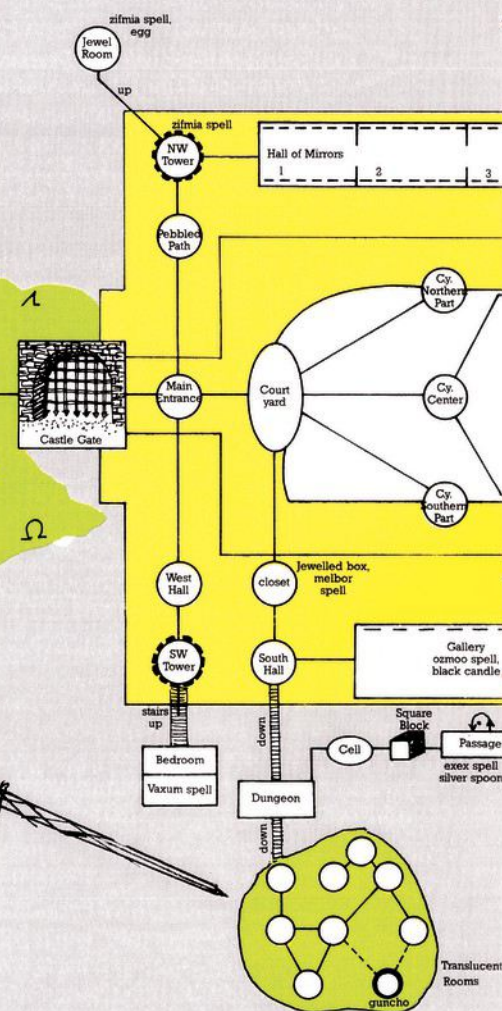 zifmia spell,
egg
Jewel
Room
up
zifmia spell
NW
Tower
Hall of Mirrors
1 2 3
Pebbled
Path
Cy.
Northern
Part
Λ
Main
Entrance
Court
yard
Cy.
Center
Castle Gate
Cy.
Southern
Part
Ω
West
Hall
closet
Jewelled box,
melbor
spell
SW
Tower
South
Hall
Gallery
ozmoo spell,
black candle
stairs
up
down
Square
Block
Bedroom
Vaxum spell
Cell
Passage
exex spell
silver spoon
Dungeon
down
Translucent
Rooms
guncho